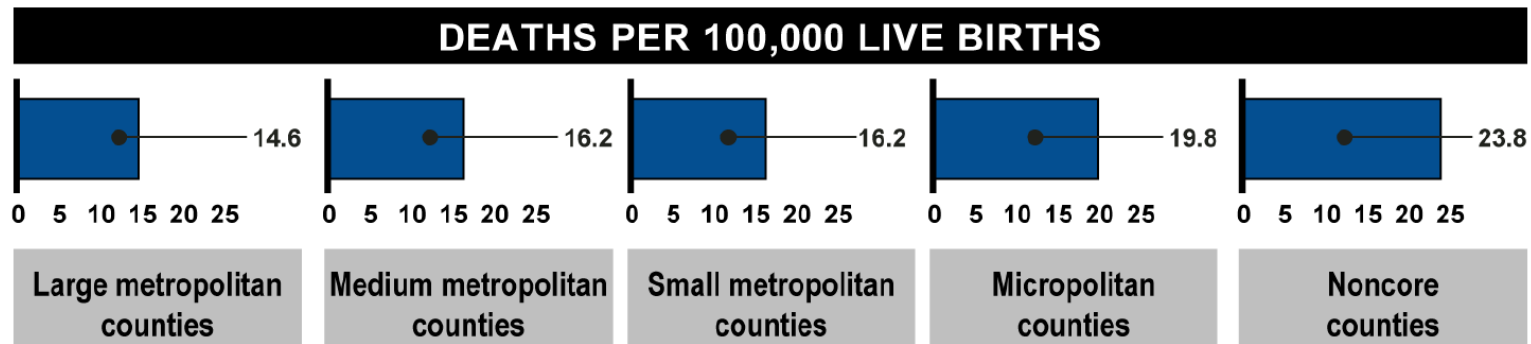 DEATHS PER 100,000 LIVE BIRTHS
14.6
16.2
16.2
19.8
23.8
0 5 10 15 20 25
0 5 10 15 20 25
0 5 10 15 20 25
0 5 10 15 20 25
0 5 10 15 20 25
Large metropolitan
counties
Medium metropolitan
counties
Small metropolitan
counties
Micropolitan
counties
Noncore
counties